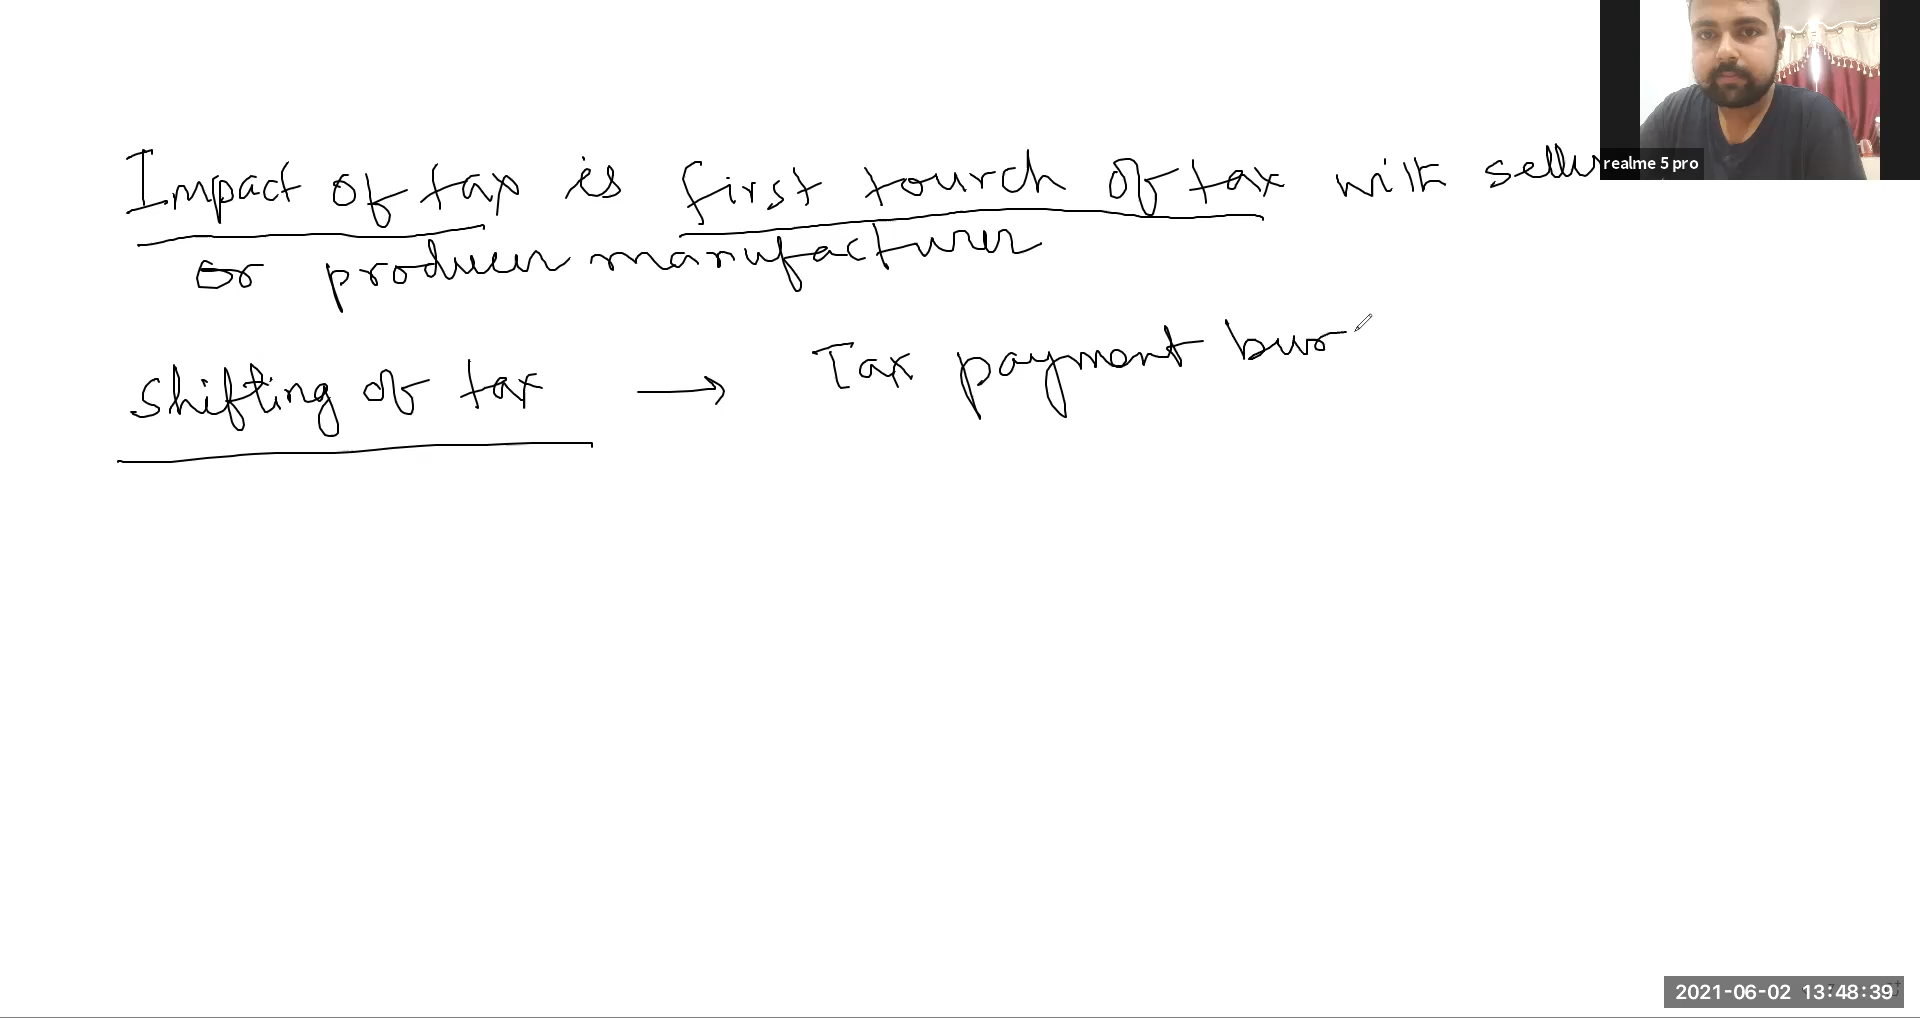 Impact of tax is first tourch of tax with seller
or producer manufacturer
Shifting of tax → Tax payment bur
realme 5 pro
2021-06-02 13:48:39